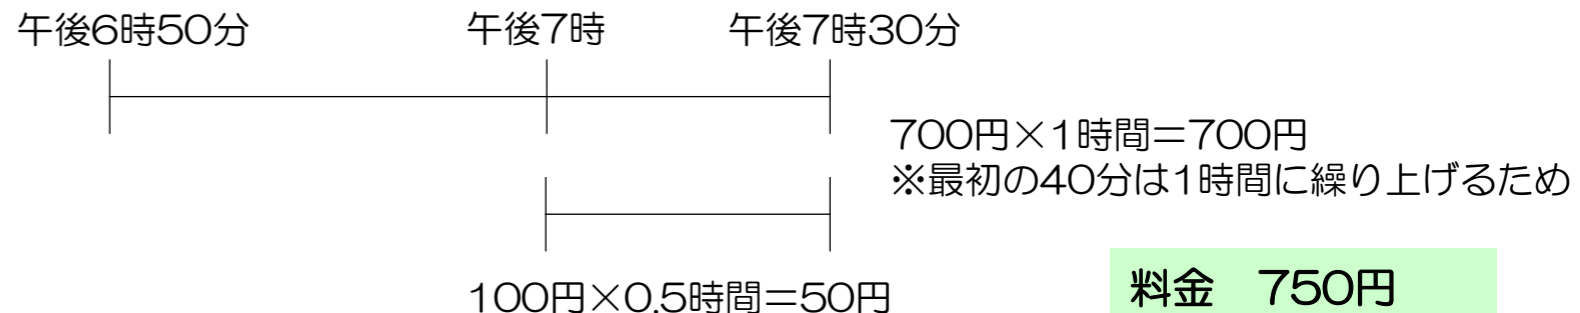 午後6時50分 午後7時 午後7時30分
700円×1時間=700円
※最初の40分は1時間に繰り上げるため
100円×0.5時間=50円
料金 750円